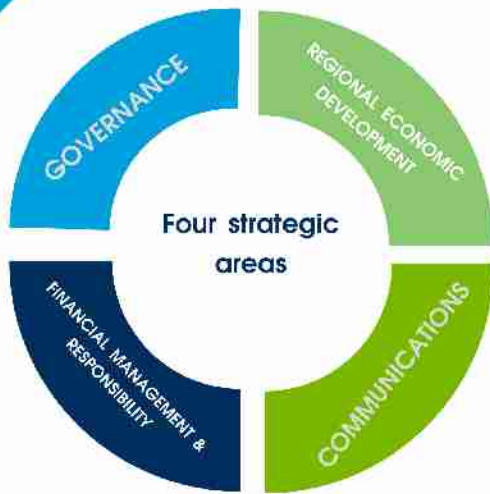 GOVERNANCE
REGIONAL ECONOMIC
DEVELOPMENT
Four strategic
areas
FINANCIAL MANAGEMENT &
RESPONSIBILITY
COMMUNICATIONS